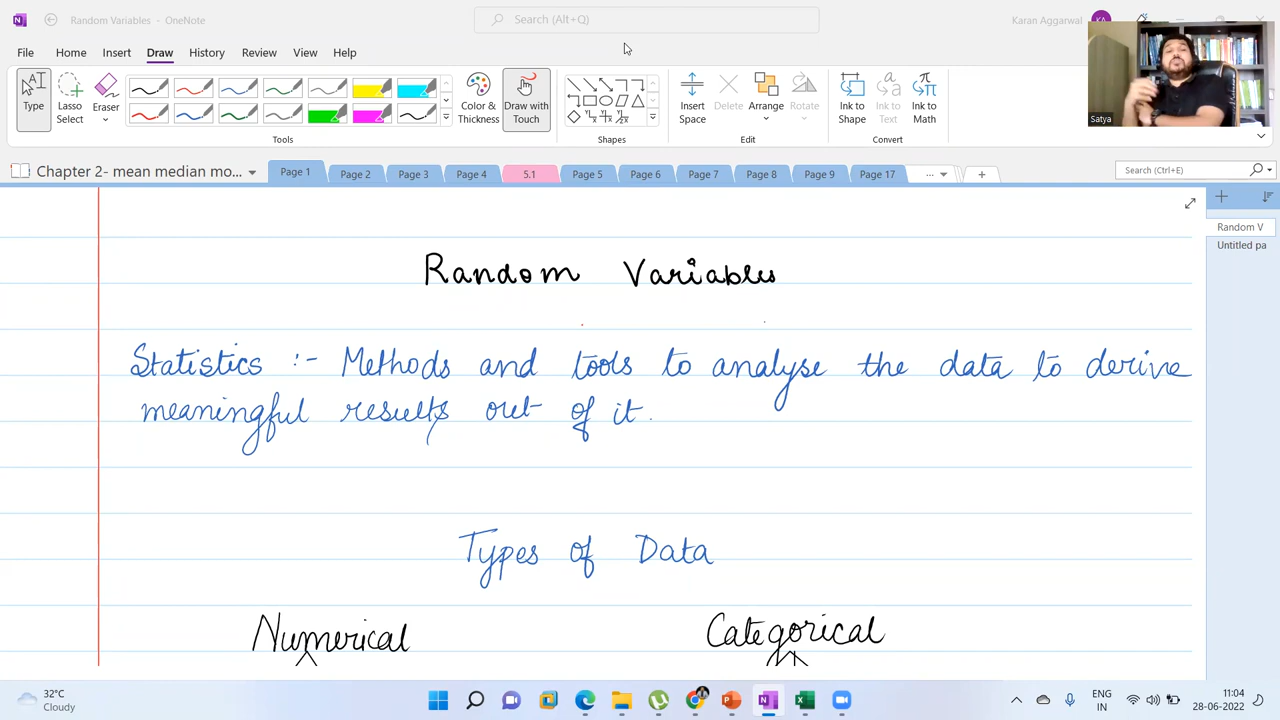 Random Variables - OneNote
Search (Alt+Q)
Karan Aggarwal
KA
File Home Insert Draw History Review View Help
Type
Lasso Select
Eraser
Color & Thickness
Draw with Touch
Insert Space
Delete
Arrange
Rotate
Ink to Shape
Ink to Text
Ink to Math
Tools
Shapes
Edit
Convert
Satya
Chapter 2- mean median mo...
Page 1 Page 2 Page 3 Page 4 5.1 Page 5 Page 6 Page 7 Page 8 Page 9 Page 17 ...
Search (Ctrl+E)
Random V
Untitled pa
Random Variables
Statistics :- Methods and tools to analyse the data to derive
meaningful results out of it.
Types of Data
Numerical Categorical
32°C
Cloudy
ENG
IN
11:04
28-06-2022